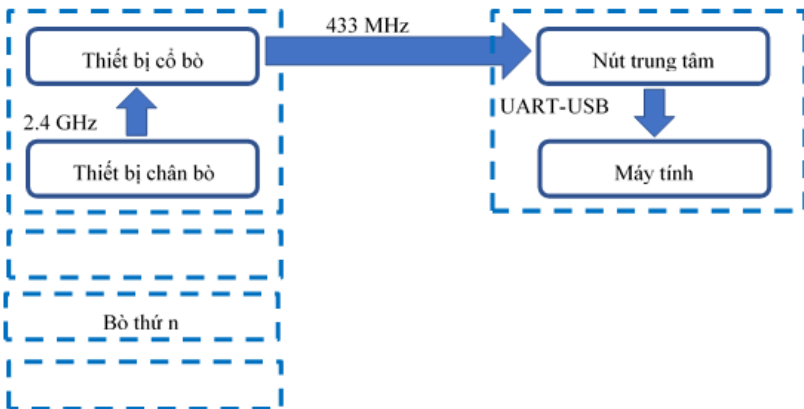 433 MHz
Thiết bị cổ bò
Nút trung tâm
2.4 GHz
UART-USB
Thiết bị chân bò
Máy tính
Bò thứ n